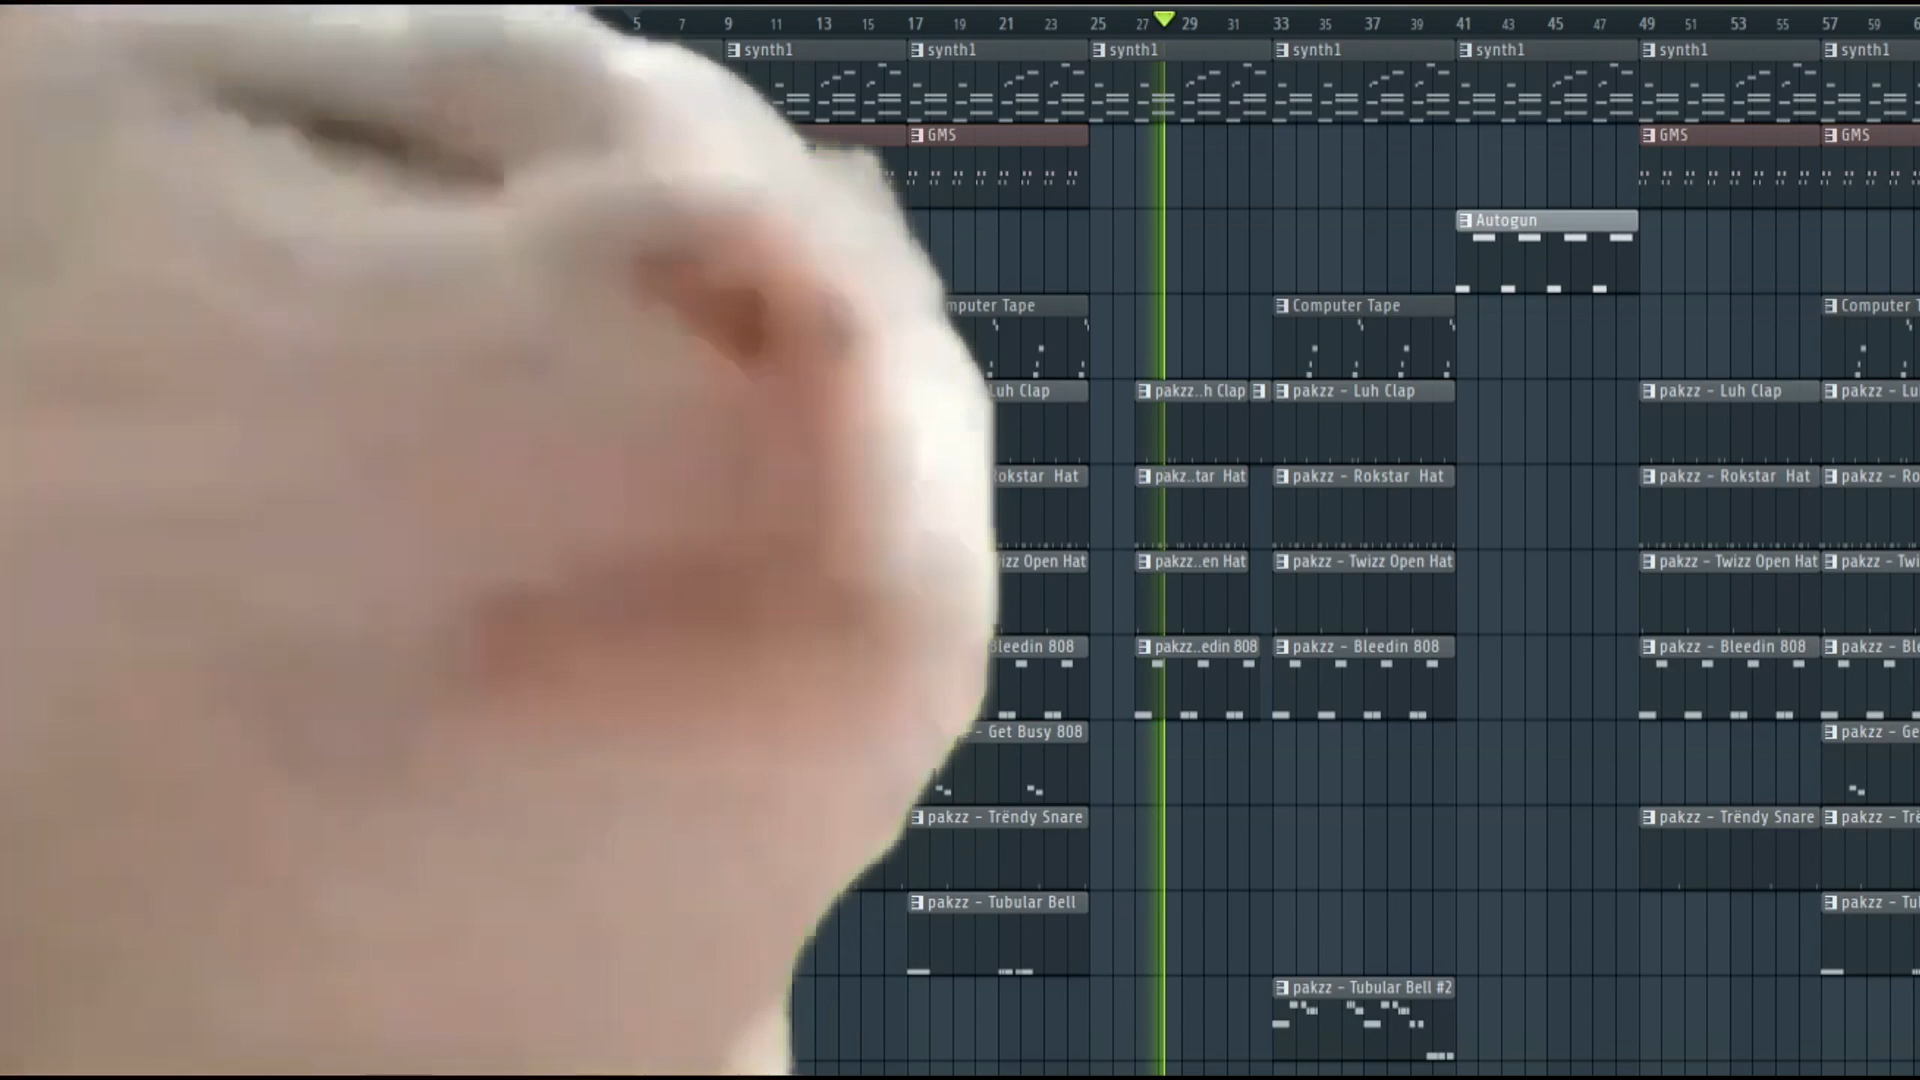 5 7 9 11 13 15 17 19 21 23 25 27 29 31 33 35 37 39 41 43 45 47 49 51 53 55 57 59
synth1 synth1 synth1 synth1 synth1 synth1 synth1
GMS GMS GMS
Autogun
mputer Tape Computer Tape Computer T
Luh Clap pakzz..h Clap pakzz - Luh Clap pakzz - Luh Clap pakzz - Lu
Rokstar Hat pakz..tar Hat pakzz - Rokstar Hat pakzz - Rokstar Hat pakzz - Ro
izz Open Hat pakzz..en Hat pakzz - Twizz Open Hat pakzz - Twizz Open Hat pakzz - Twi
Bleedin 808 pakzz..edin 808 pakzz - Bleedin 808 pakzz - Bleedin 808 pakzz - Ble
- Get Busy 808 pakzz - Ge
pakzz - Trëndy Snare pakzz - Trëndy Snare pakzz - Trë
pakzz - Tubular Bell pakzz - Tul
pakzz - Tubular Bell #2